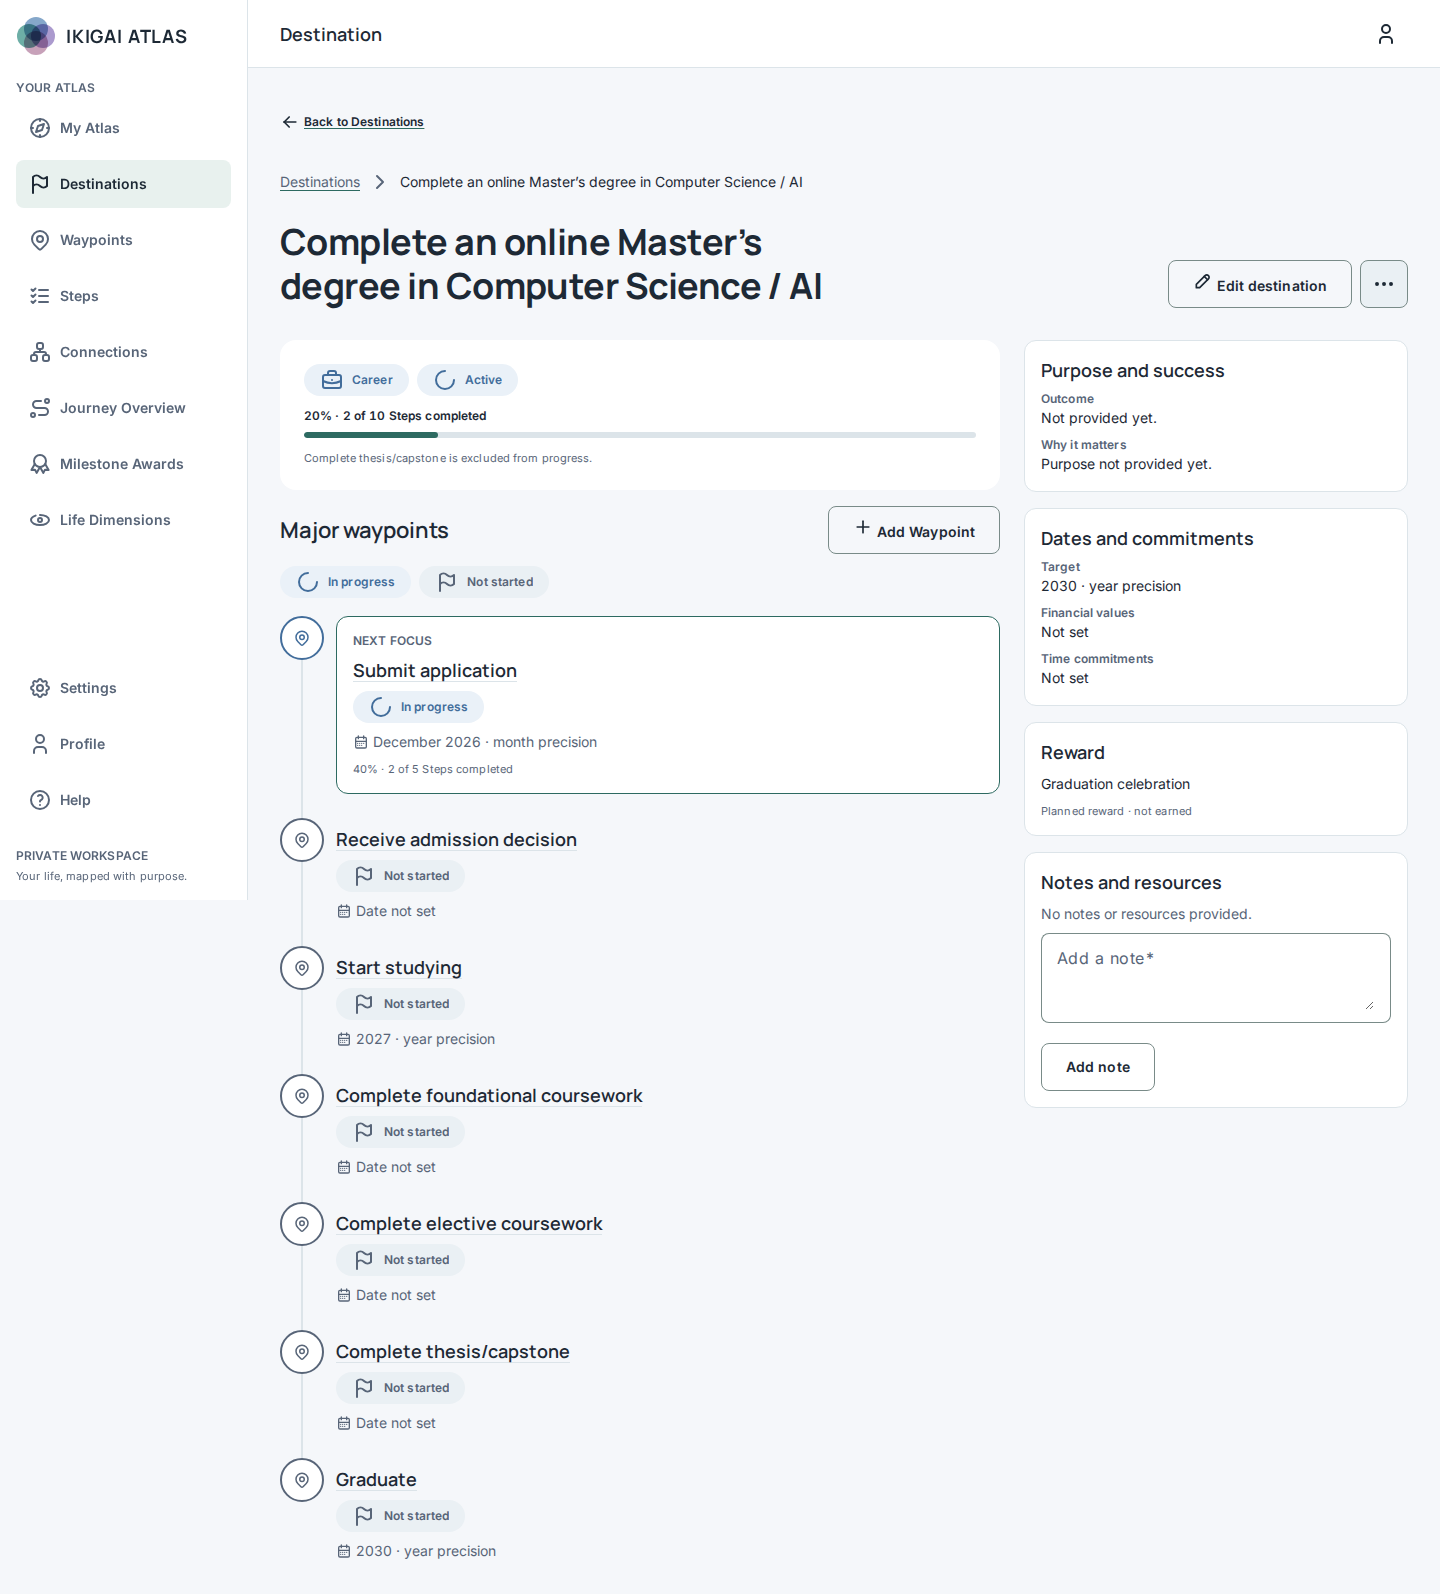 IKIGAI ATLAS
YOUR ATLAS
My Atlas
Destinations
Waypoints
Steps
Connections
Journey Overview
Milestone Awards
Life Dimensions
Settings
Profile
Help
PRIVATE WORKSPACE
Your life, mapped with purpose.
Destination
Back to Destinations
Destinations
Complete an online Master’s degree in Computer Science / AI
Complete an online Master’s
degree in Computer Science / AI
Edit destination
Career
Active
20% · 2 of 10 Steps completed
Complete thesis/capstone is excluded from progress.
Major waypoints
Add Waypoint
In progress
Not started
NEXT FOCUS
Submit application
In progress
December 2026 · month precision
40% · 2 of 5 Steps completed
Receive admission decision
Not started
Date not set
Start studying
Not started
2027 · year precision
Complete foundational coursework
Not started
Date not set
Complete elective coursework
Not started
Date not set
Complete thesis/capstone
Not started
Date not set
Graduate
Not started
2030 · year precision
Purpose and success
Outcome
Not provided yet.
Why it matters
Purpose not provided yet.
Dates and commitments
Target
2030 · year precision
Financial values
Not set
Time commitments
Not set
Reward
Graduation celebration
Planned reward · not earned
Notes and resources
No notes or resources provided.
Add a note*
Add note